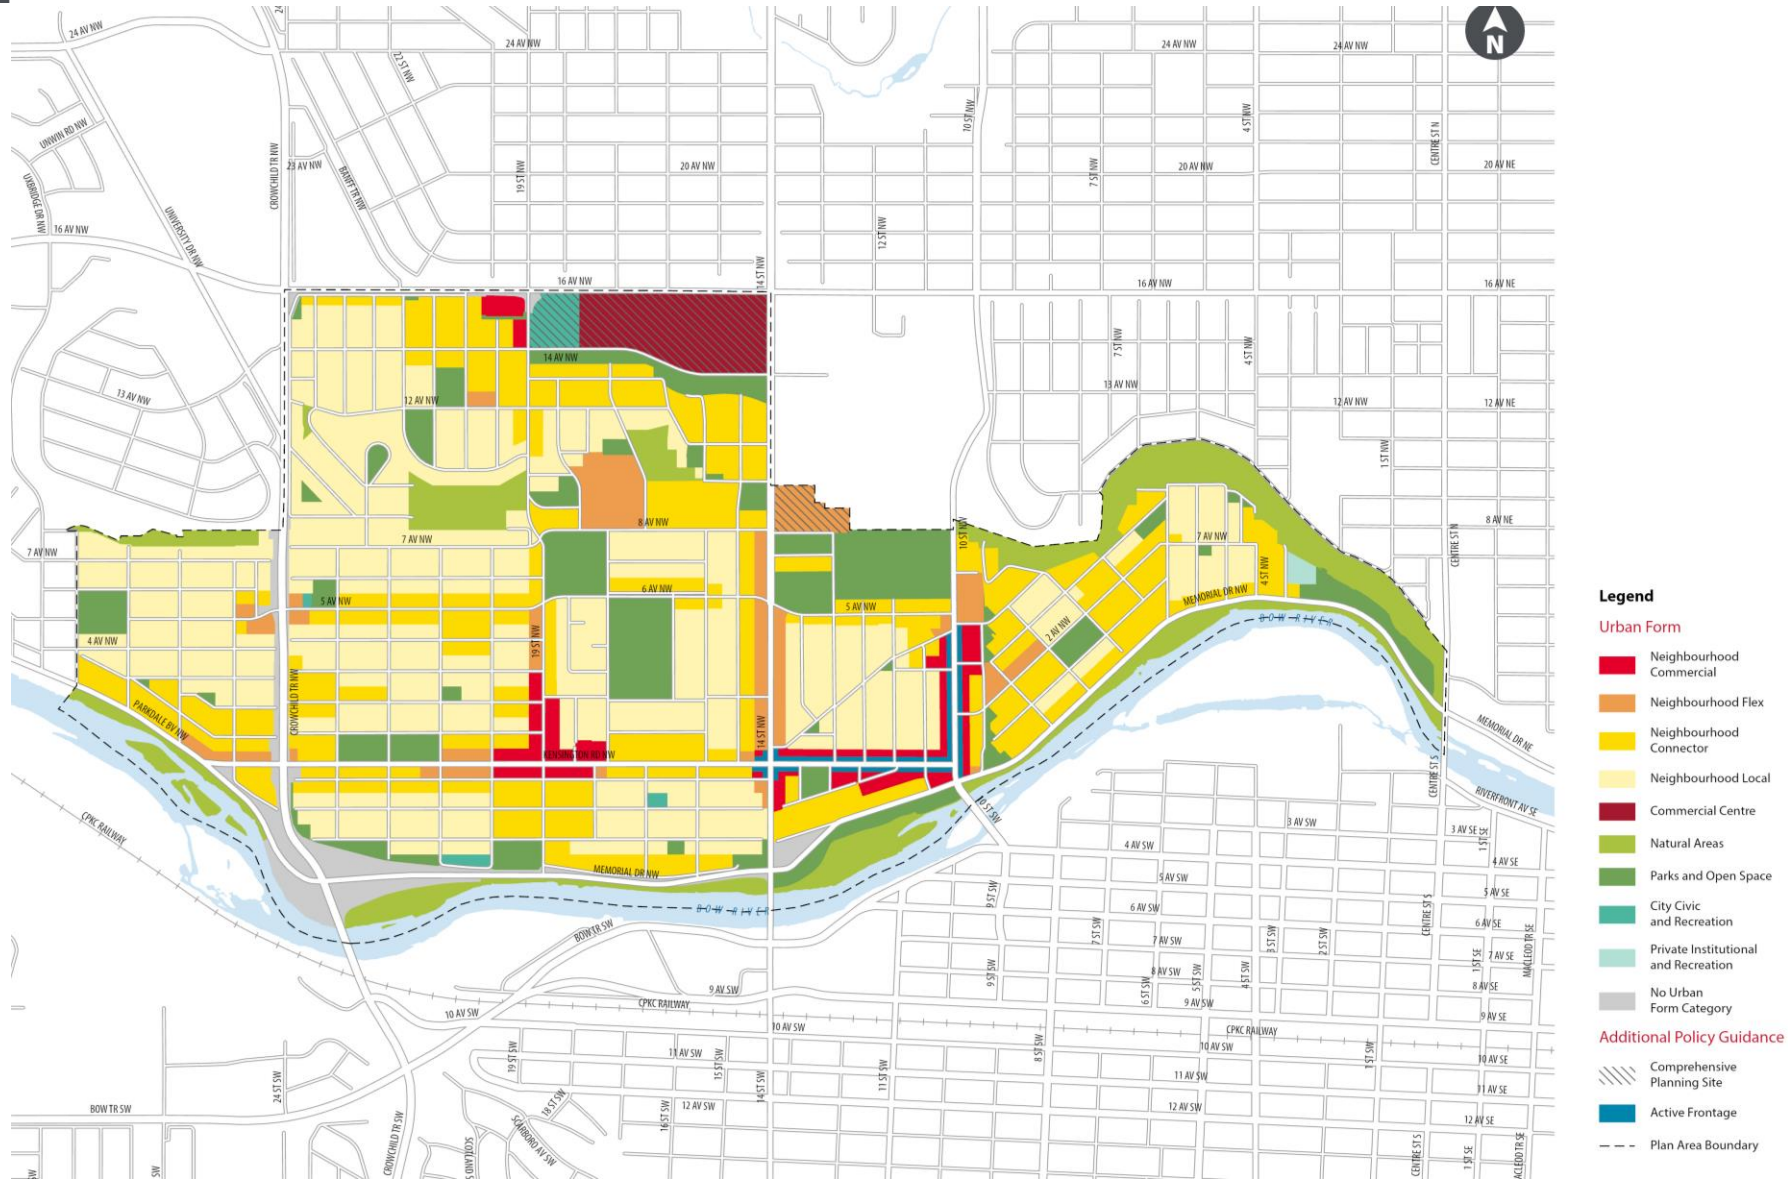 24 AV NW
24 AV NW
24 AV NW
24 AV NW
N
22 ST NW
UNWIN RD NW
10 ST NW
4 ST NW
CENTRE ST N
CROWCHILD TR NW
23 AV NW
BANFF TR NW
19 ST NW
20 AV NW
7 ST NW
20 AV NW
20 AV NE
UXBRIDGE DR NW
UNIVERSITY DR NW
16 AV NW
12 ST NW
16 AV NW
14 ST NW
16 AV NW
16 AV NE
14 AV NW
7 ST NW
4 ST NW
13 AV NW
13 AV NW
12 AV NW
12 AV NW
12 AV NE
1 ST NW
8 AV NW
8 AV NE
7 AV NW
7 AV NW
10 ST NW
7 AV NW
CENTRE ST N
4 ST NW
6 AV NW
MEMORIAL DR NW
5 AV NW
5 AV NW
BOW RIVER
4 AV NW
19 ST NW
2 AV NW
CROWCHILD TR NW
PARKDALE BV NW
14 ST NW
KENSINGTON RD NW
MEMORIAL DR NE
CENTRE ST S
RIVERFRONT AV SE
10 ST SW
CPKC RAILWAY
3 AV SW
3 AV SE
1 ST SE
4 AV SW
4 AV SE
MEMORIAL DR NW
5 AV SW
5 AV SE
9 ST SW
BOW RIVER
6 AV SW
6 AV SE
CENTRE ST S
BOW TR SW
7 ST SW
7 AV SW
3 ST SW
2 ST SW
7 AV SE
1 ST SE
MACLEOD TR SE
9 ST SW
8 AV SW
5 ST SW
4 ST SW
6 ST SW
8 AV SE
9 AV SW
9 AV SW
CPKC RAILWAY
10 AV SW
9 AV SE
10 AV SW
CPKC RAILWAY
10 AV SW
8 ST SW
1 ST SW
10 AV SE
11 AV SW
19 ST SW
15 ST SW
11 ST SW
11 AV SW
11 AV SE
24 ST SW
14 ST SW
18 ST SW
BOW TR SW
12 AV SW
16 ST SW
12 AV SW
12 AV SE
SCARBORO AV SW
CROWCHILD TR SW
SCOTLAND S
CENTRE ST S
1 ST SE
ACLEOD TR SE
SW
SW
Legend
Urban Form
Neighbourhood
Commercial
Neighbourhood Flex
Neighbourhood
Connector
Neighbourhood Local
Commercial Centre
Natural Areas
Parks and Open Space
City Civic
and Recreation
Private Institutional
and Recreation
No Urban
Form Category
Additional Policy Guidance
Comprehensive
Planning Site
Active Frontage
Plan Area Boundary